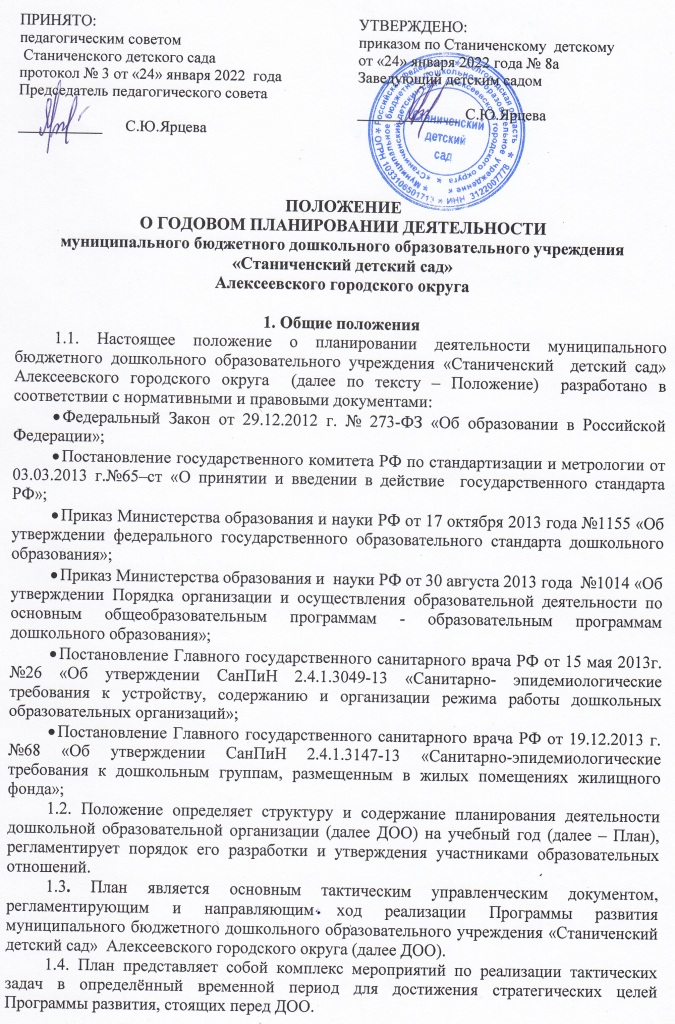 ПРИНЯТО:
педагогическим советом
Станиченского детского сада
протокол № 3 от «24» января 2022 года
Председатель педагогического совета
С.Ю.Ярцева
УТВЕРЖДЕНО:
приказом по Станиченскому детскому
от «24» января 2022 года № 8а
Заведующий детским садом
С.Ю.Ярцева
Станиченский
детский
сад
ПОЛОЖЕНИЕ
О ГОДОВОМ ПЛАНИРОВАНИИ ДЕЯТЕЛЬНОСТИ
муниципального бюджетного дошкольного образовательного учреждения
«Станиченский детский сад»
Алексеевского городского округа
1. Общие положения
1.1. Настоящее положение о планировании деятельности муниципального
бюджетного дошкольного образовательного учреждения «Станиченский детский сад»
Алексеевского городского округа (далее по тексту – Положение) разработано в
соответствии с нормативными и правовыми документами:
•Федеральный Закон от 29.12.2012 г. № 273-ФЗ «Об образовании в Российской
Федерации»;
•Постановление государственного комитета РФ по стандартизации и метрологии от
03.03.2013 г.№65–ст «О принятии и введении в действие государственного стандарта
РФ»;
•Приказ Министерства образования и науки РФ от 17 октября 2013 года №1155 «Об
утверждении федерального государственного образовательного стандарта дошкольного
образования»;
•Приказ Министерства образования и науки РФ от 30 августа 2013 года №1014 «Об
утверждении Порядка организации и осуществления образовательной деятельности по
основным общеобразовательным программам - образовательным программам
дошкольного образования»;
•Постановление Главного государственного санитарного врача РФ от 15 мая 2013г.
№26 «Об утверждении СанПиН 2.4.1.3049-13 «Санитарно- эпидемиологические
требования к устройству, содержанию и организации режима работы дошкольных
образовательных организаций»;
•Постановление Главного государственного санитарного врача РФ от 19.12.2013 г.
№68 «Об утверждении СанПиН 2.4.1.3147-13 «Санитарно-эпидемиологические
требования к дошкольным группам, размещенным в жилых помещениях жилищного
фонда»;
1.2. Положение определяет структуру и содержание планирования деятельности
дошкольной образовательной организации (далее ДОО) на учебный год (далее – План),
регламентирует порядок его разработки и утверждения участниками образовательных
отношений.
1.3. План является основным тактическим управленческим документом,
регламентирующим и направляющим ход реализации Программы развития
муниципального бюджетного дошкольного образовательного учреждения «Станиченский
детский сад» Алексеевского городского округа (далее ДОО).
1.4. План представляет собой комплекс мероприятий по реализации тактических
задач в определённый временной период для достижения стратегических целей
Программы развития, стоящих перед ДОО.